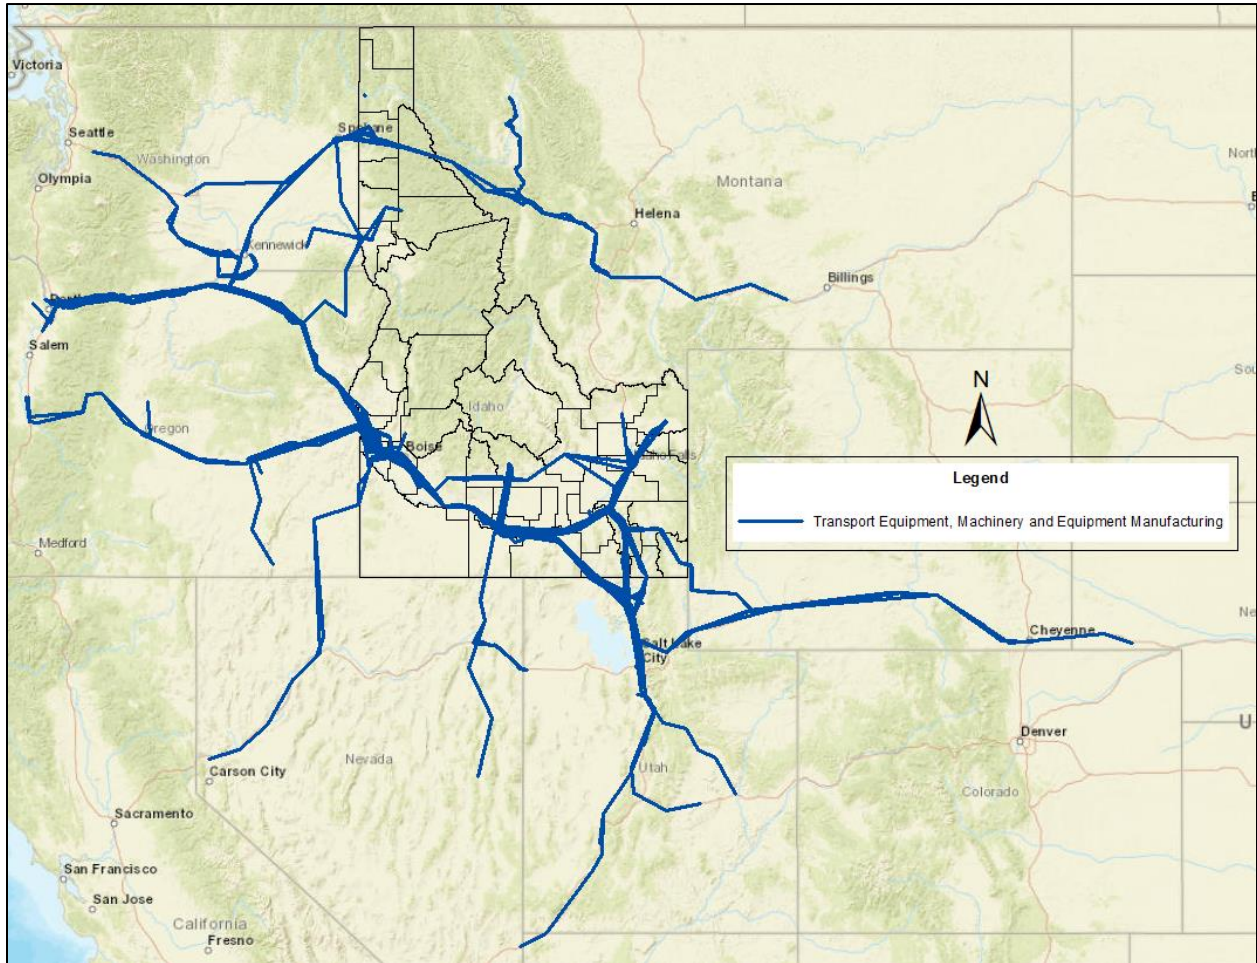 Victoria
Seattle
Spokane
Washington
Olympia
Montana
Helena
Kennewick
Billings
Salem
N
Idaho
Oregon
Boise
Legend
Transport Equipment, Machinery and Equipment Manufacturing
Medford
Cheyenne
Salt Lake
City
Denver
Nevada
Utah
Carson City
Colorado
Sacramento
San Francisco
San Jose
California
Fresno